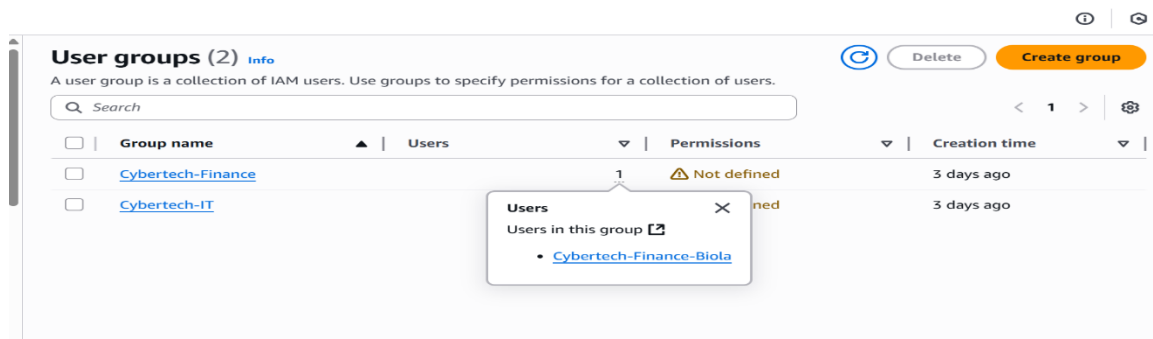 User groups (2) Info
Delete
Create group
A user group is a collection of IAM users. Use groups to specify permissions for a collection of users.
Search
< 1 >
Group name Users Permissions Creation time
Cybertech-Finance 1 Not defined 3 days ago
Cybertech-IT ned 3 days ago
Users
Users in this group
Cybertech-Finance-Biola